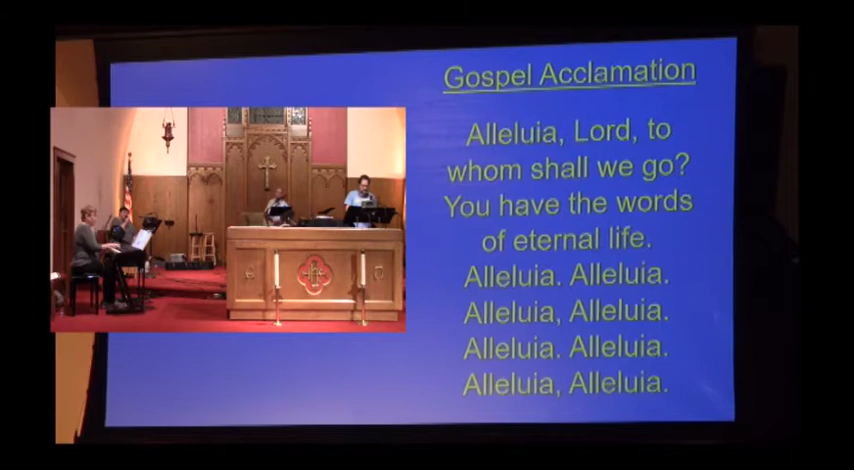 Gospel Acclamation
Alleluia, Lord, to
whom shall we go?
You have the words
of eternal life.
Alleluia. Alleluia.
Alleluia, Alleluia.
Alleluia. Alleluia.
Alleluia, Alleluia.